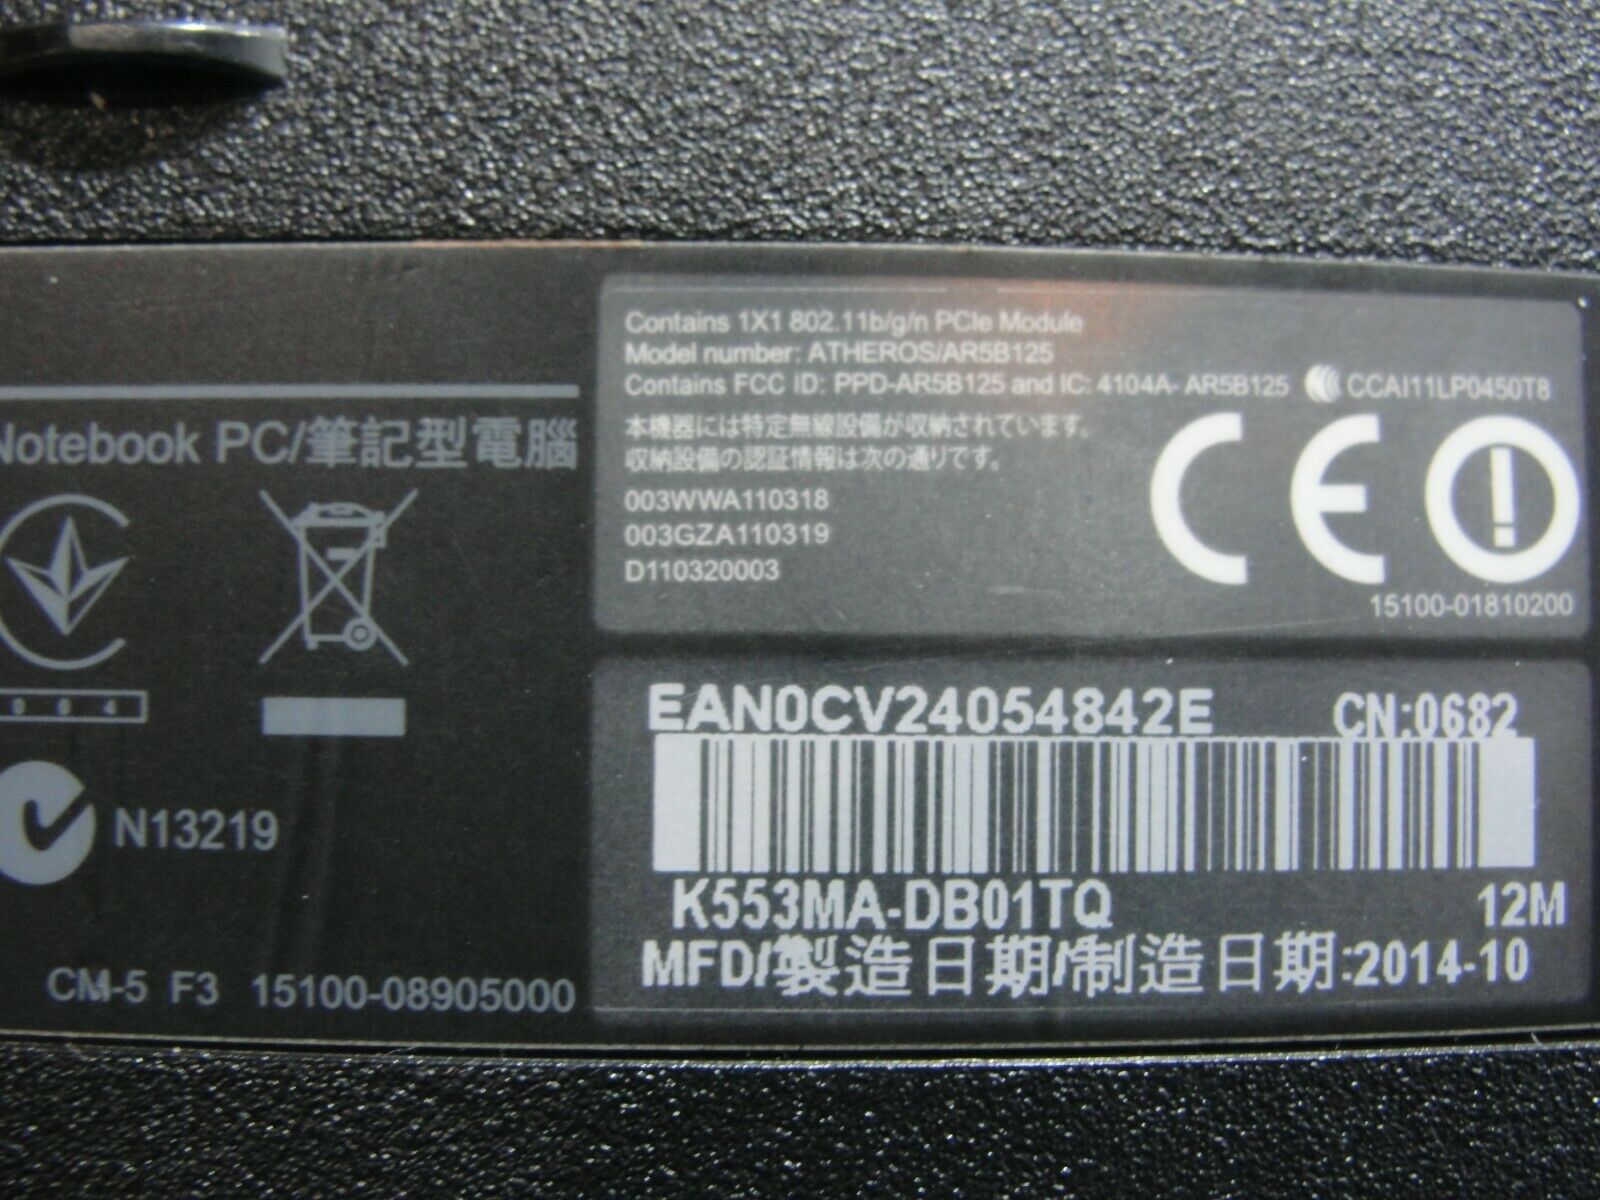 Notebook PC/筆記型電腦
0 0 4
N13219
CM-5 F3 15100-08905000
Contains 1X1 802.11b/g/n PCIe Module
Model number: ATHEROS/AR5B125
Contains FCC ID: PPD-AR5B125 and IC: 4104A- AR5B125 CCAI11LP0450T8
本機器には特定無線設備が収納されています。
収納設備の認証情報は次の通りです。
003WWA110318
003GZA110319
D110320003
CE
15100-01810200
EAN0CV24054842E CN:0682
K553MA-DB01TQ 12M
MFD/製造日期/制造日期:2014-10